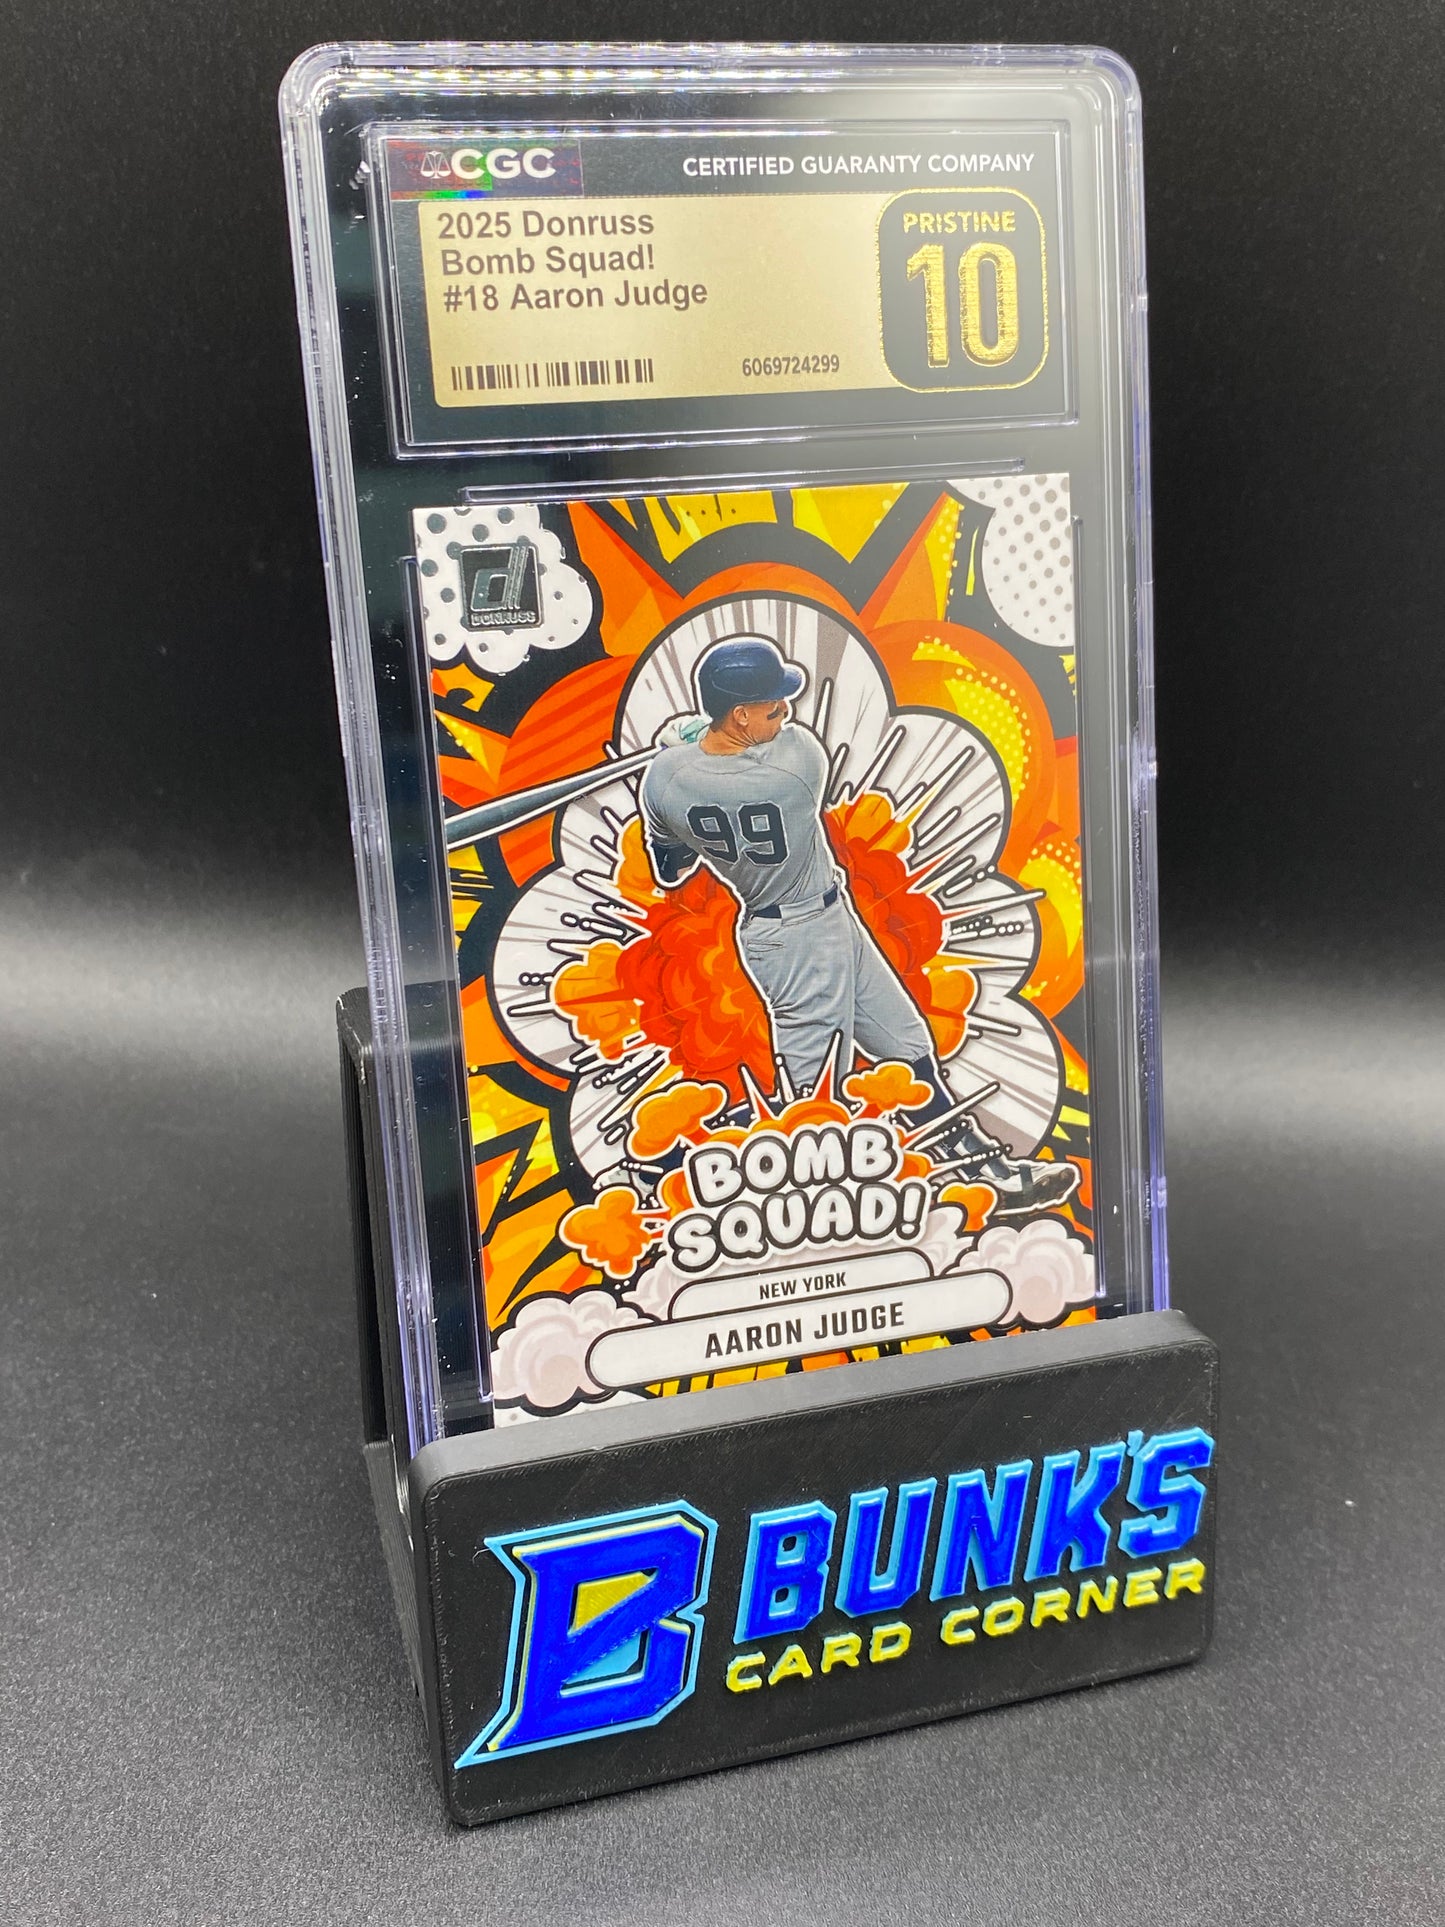 CGC
CERTIFIED GUARANTY COMPANY
2025 Donruss
Bomb Squad!
#18 Aaron Judge
6069724299
PRISTINE
10
DONRUSS
99
BOMB
SQUAD!
NEW YORK
AARON JUDGE
B BUNK'S
CARD CORNER